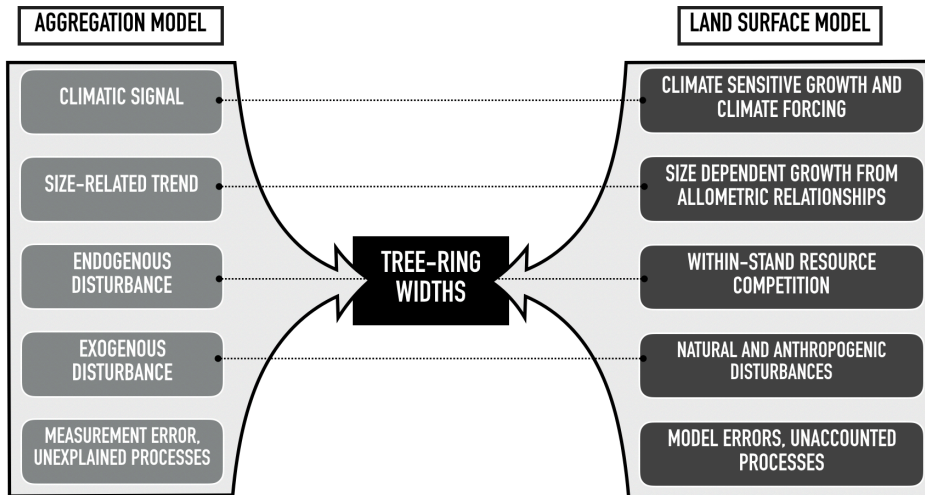 AGGREGATION MODEL
LAND SURFACE MODEL
CLIMATIC SIGNAL
SIZE-RELATED TREND
ENDOGENOUS
DISTURBANCE
EXOGENOUS
DISTURBANCE
MEASUREMENT ERROR,
UNEXPLAINED PROCESSES
TREE-RING
WIDTHS
CLIMATE SENSITIVE GROWTH AND
CLIMATE FORCING
SIZE DEPENDENT GROWTH FROM
ALLOMETRIC RELATIONSHIPS
WITHIN-STAND RESOURCE
COMPETITION
NATURAL AND ANTHROPOGENIC
DISTURBANCES
MODEL ERRORS, UNACCOUNTED
PROCESSES